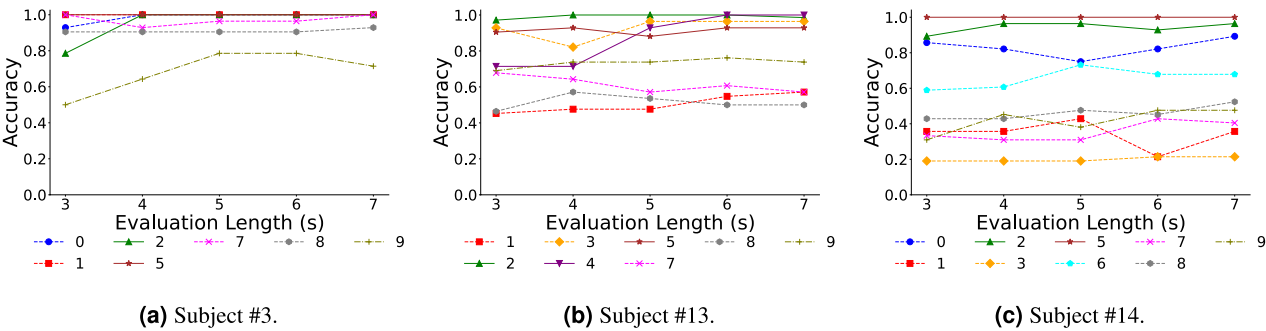 Accuracy
1.0
0.8
0.6
0.4
0.2
0.0
3 4 5 6 7
Evaluation Length (s)
0 2 7 8 9
1 5
(a) Subject #3.
Accuracy
1.0
0.8
0.6
0.4
0.2
0.0
3 4 5 6 7
Evaluation Length (s)
1 3 5 8 9
2 4 7
(b) Subject #13.
Accuracy
1.0
0.8
0.6
0.4
0.2
0.0
3 4 5 6 7
Evaluation Length (s)
0 2 5 7 9
1 3 6 8
(c) Subject #14.